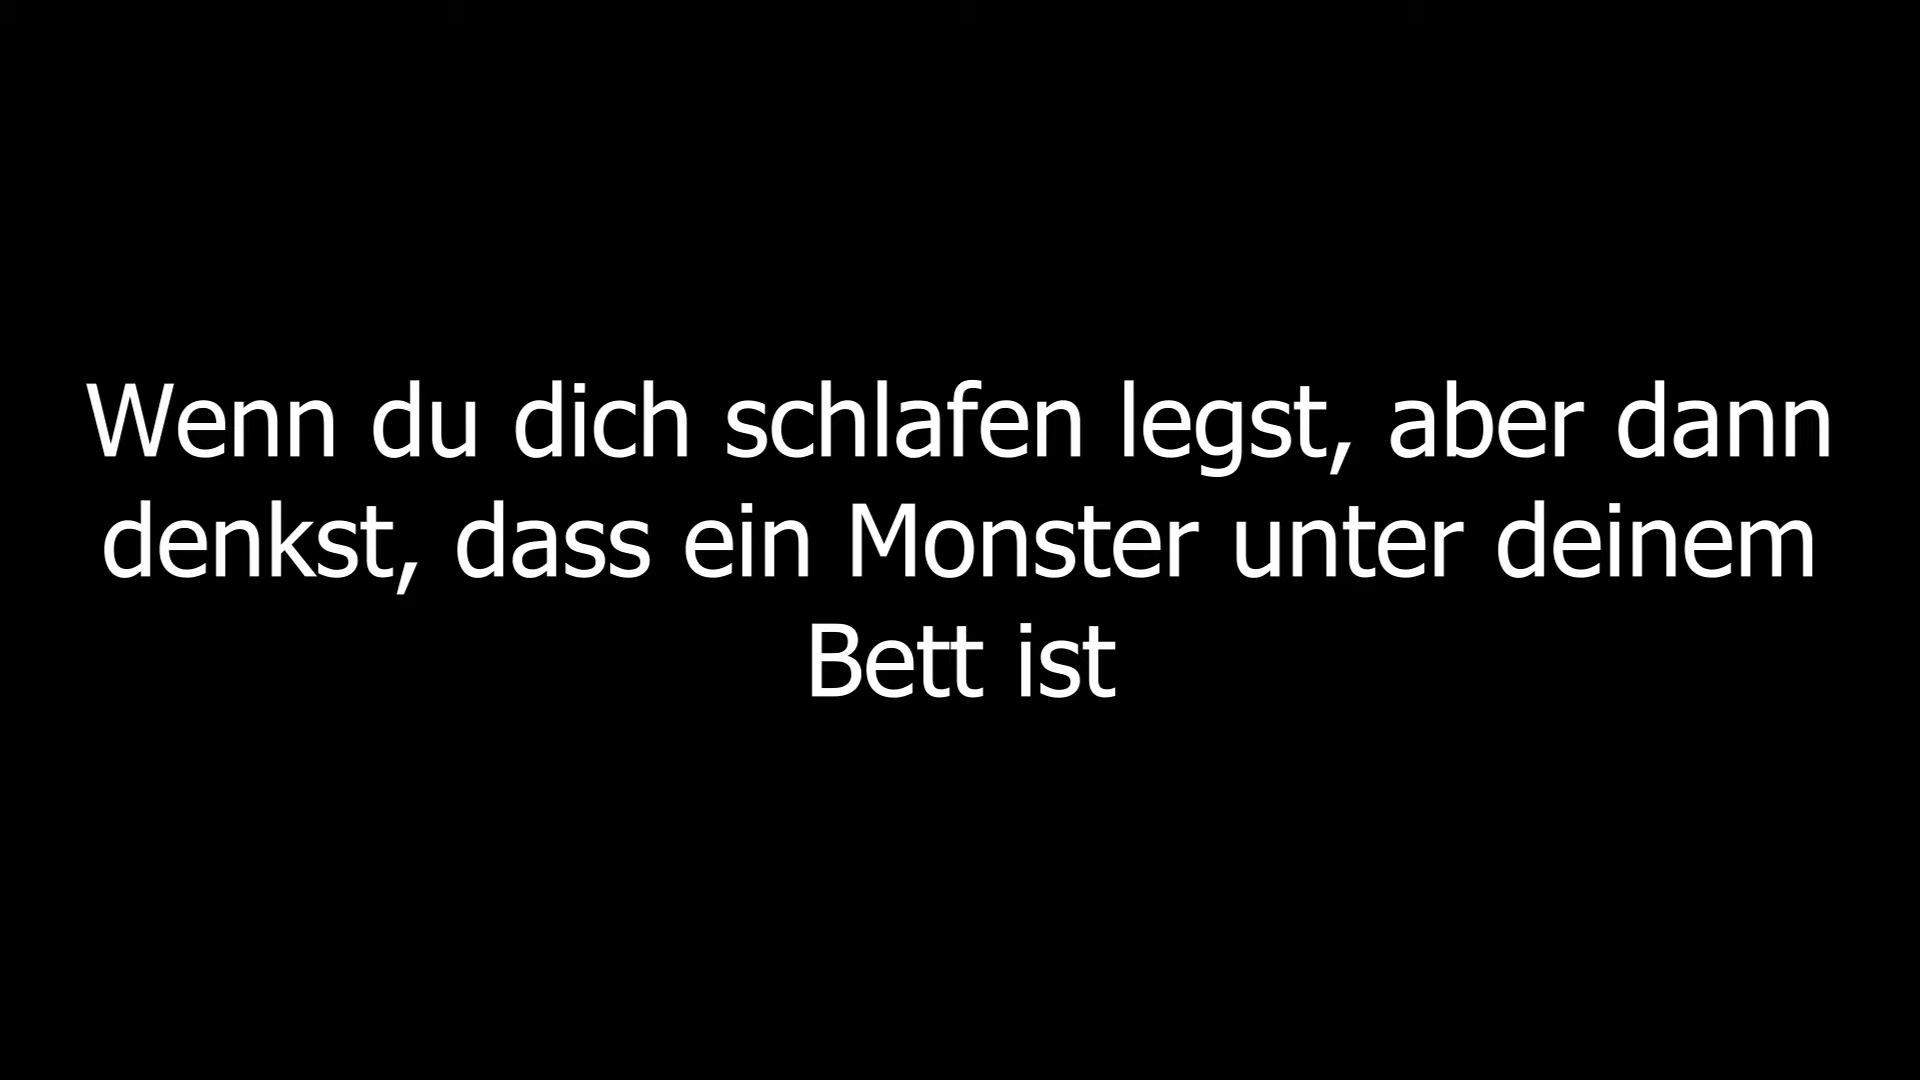 Wenn du dich schlafen legst, aber dann
denkst, dass ein Monster unter deinem
Bett ist